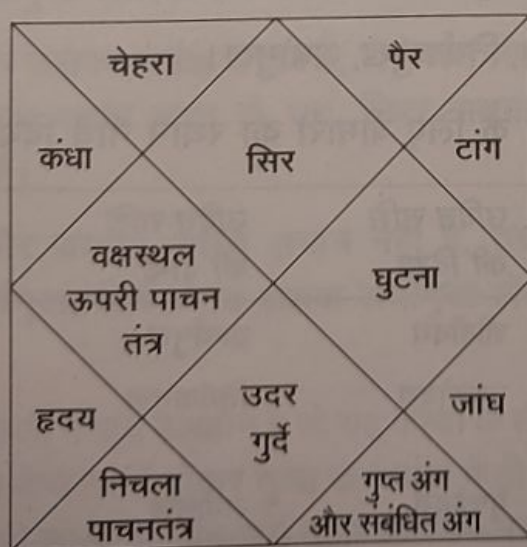 चेहरा
पैर
कंधा
सिर
टांग
वक्षस्थल
ऊपरी पाचन
तंत्र
घुटना
हृदय
उदर
गुर्दे
जांघ
निचला
पाचनतंत्र
गुप्त अंग
और संबंधित अंग